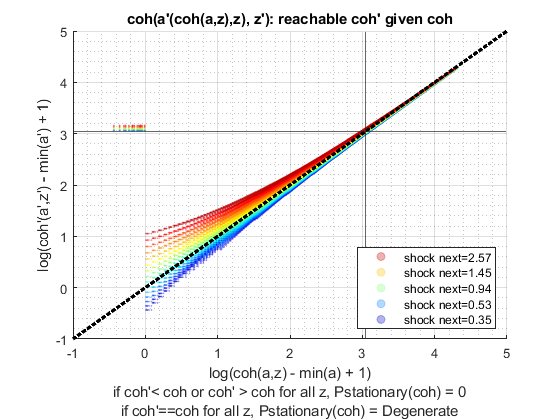 coh(a'(coh(a,z),z), z'): reachable coh' given coh
5
4
3
2
1
0
-1
log(coh'(a',z') - min(a') + 1)
shock next=2.57
shock next=1.45
shock next=0.94
shock next=0.53
shock next=0.35
-1 0 1 2 3 4 5
log(coh(a,z) - min(a) + 1)
if coh'< coh or coh' > coh for all z, Pstationary(coh) = 0
if coh'==coh for all z, Pstationary(coh) = Degenerate